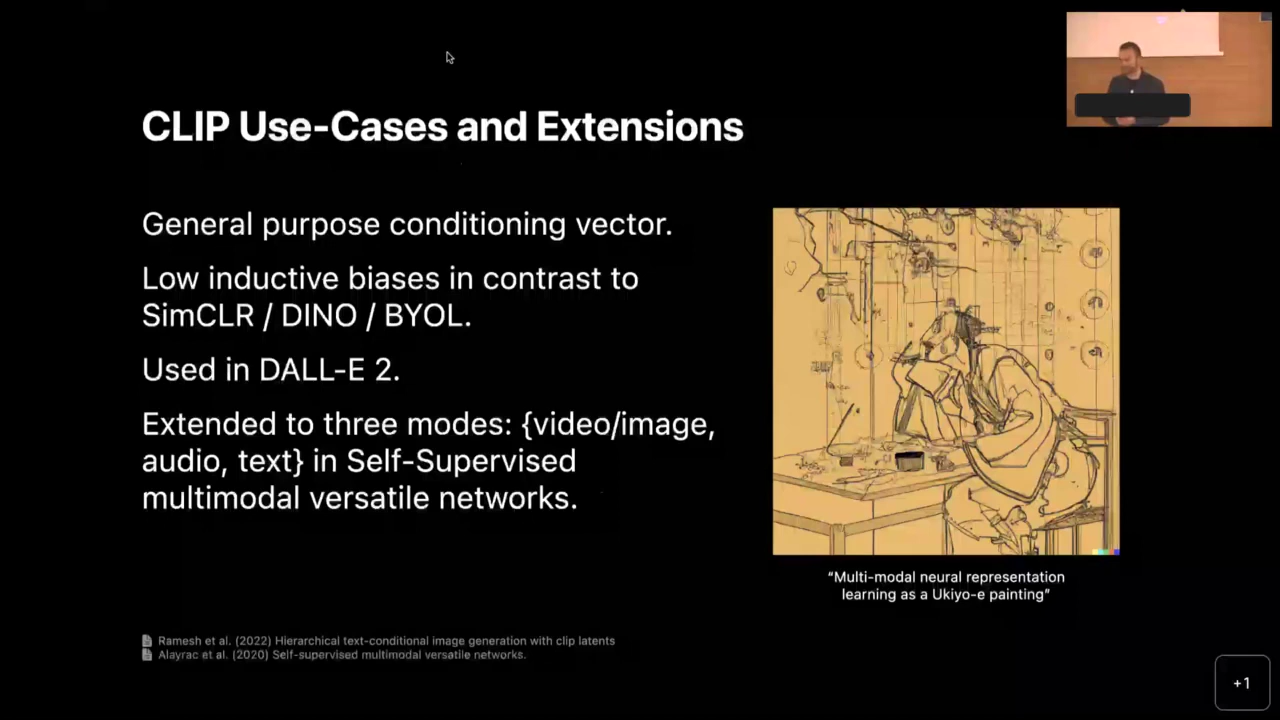 CLIP Use-Cases and Extensions
General purpose conditioning vector.
Low inductive biases in contrast to
SimCLR / DINO / BYOL.
Used in DALL-E 2.
Extended to three modes: {video/image,
audio, text} in Self-Supervised
multimodal versatile networks.
“Multi-modal neural representation
learning as a Ukiyo-e painting”
Ramesh et al. (2022) Hierarchical text-conditional image generation with clip latents
Alayrac et al. (2020) Self-supervised multimodal versatile networks.
+1